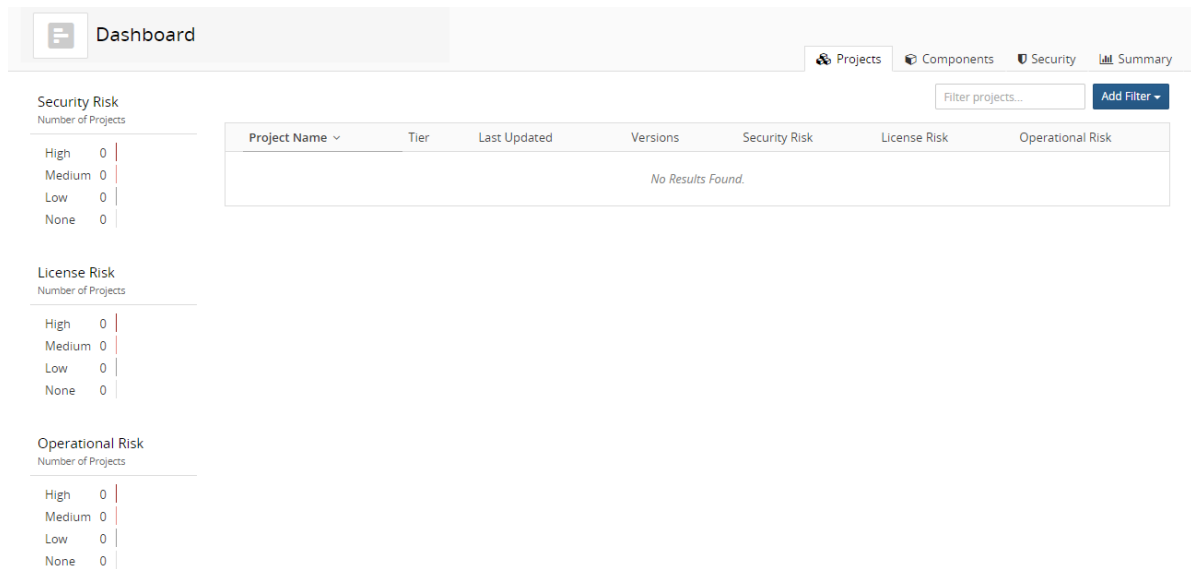 Dashboard
Projects Components Security Summary
Filter projects... Add Filter
Security Risk
Number of Projects
High 0
Medium 0
Low 0
None 0
License Risk
Number of Projects
High 0
Medium 0
Low 0
None 0
Operational Risk
Number of Projects
High 0
Medium 0
Low 0
None 0
Project Name Tier Last Updated Versions Security Risk License Risk Operational Risk
No Results Found.